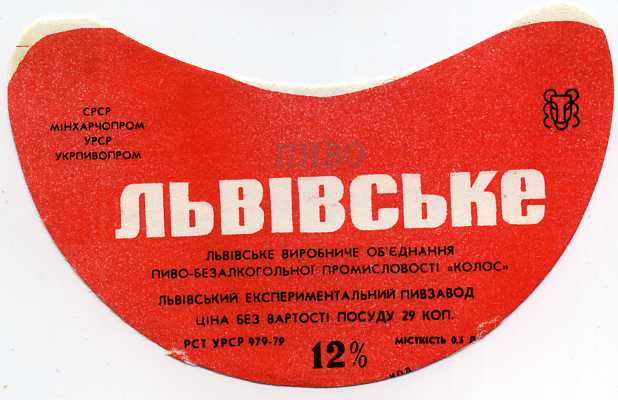 СРСР
МІНХАРЧОПРОМ
УРСР
УКРПИВОПРОМ
ПИВО
ЛЬВІВСЬКЕ
ЛЬВІВСЬКЕ ВИРОБНИЧЕ ОБ'ЄДНАННЯ
ПИВО-БЕЗАЛКОГОЛЬНОЇ ПРОМИСЛОВОСТІ «КОЛОС»
ЛЬВІВСЬКИЙ ЕКСПЕРИМЕНТАЛЬНИЙ ПИВЗАВОД
ЦІНА БЕЗ ВАРТОСТІ ПОСУДУ 29 КОП.
РСТ УРСР 979-79 12% МІСТКІСТЬ 0,5 Л